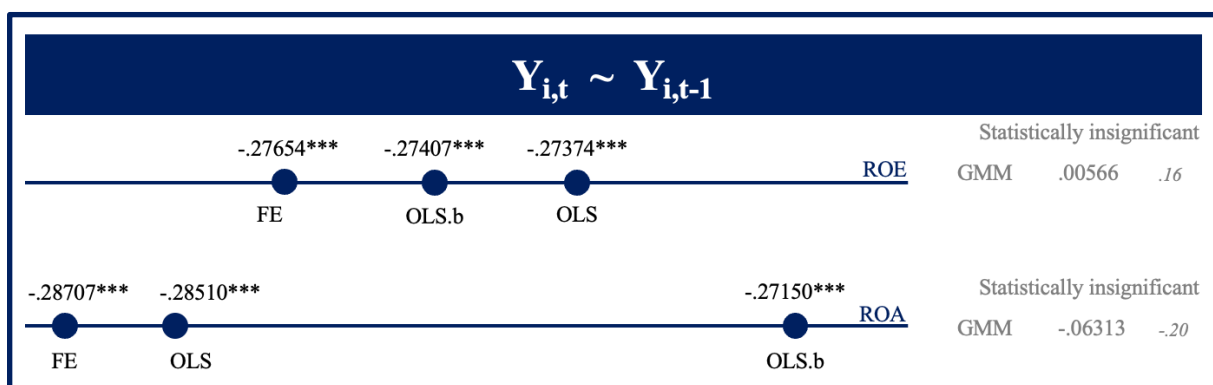 Yi,t ~ Yi,t-1
Statistically insignificant
-.27654*** -.27407*** -.27374***
ROE GMM .00566 .16
FE OLS.b OLS
-.28707*** -.28510*** -.27150*** Statistically insignificant
ROA GMM -.06313 -.20
FE OLS OLS.b